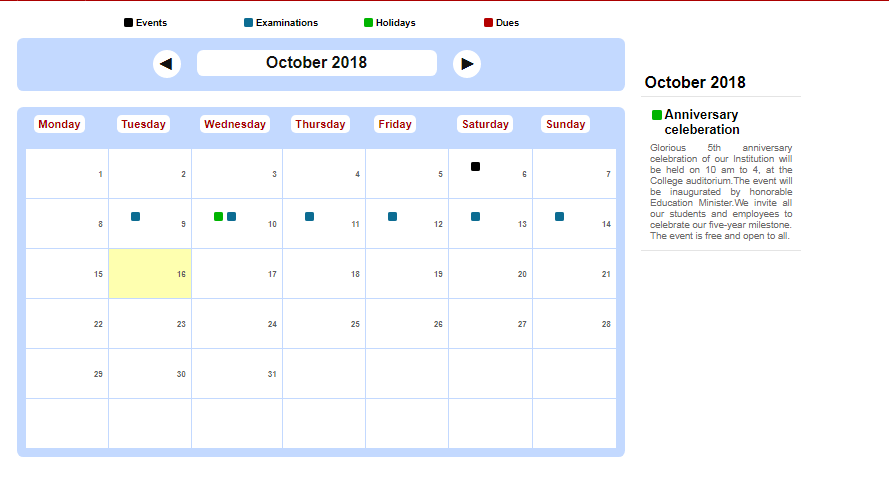 Events Examinations Holidays Dues
October 2018
Monday Tuesday Wednesday Thursday Friday Saturday Sunday
1 2 3 4 5 6 7
8 9 10 11 12 13 14
15 16 17 18 19 20 21
22 23 24 25 26 27 28
29 30 31
October 2018
Anniversary
celeberation
Glorious 5th anniversary
celebration of our Institution will
be held on 10 am to 4, at the
College auditorium.The event will
be inaugurated by honorable
Education Minister.We invite all
our students and employees to
celebrate our five-year milestone.
The event is free and open to all.